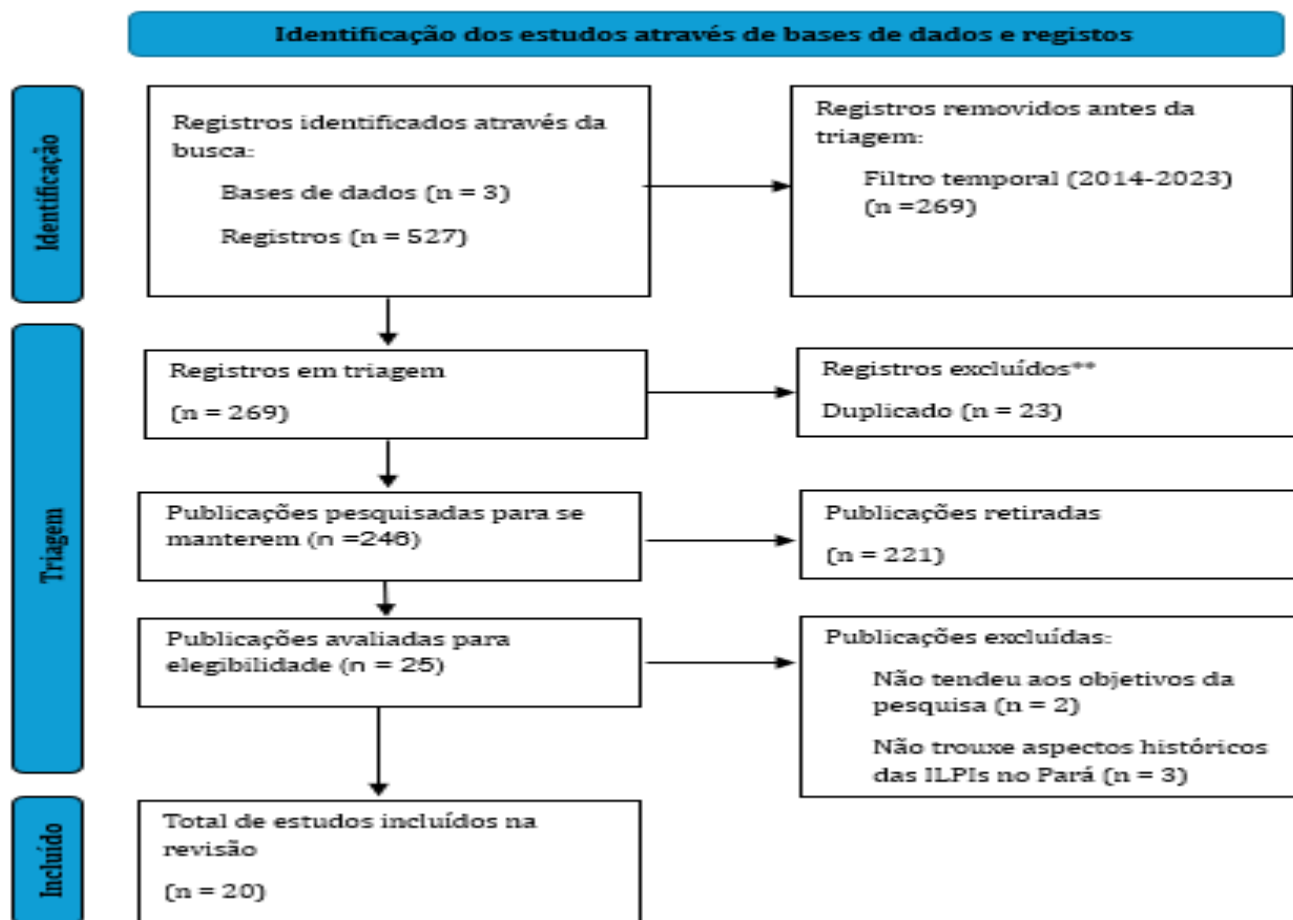 Identificação dos estudos através de bases de dados e registos
Identificação
Registros identificados através da
busca:
Bases de dados (n = 3)
Registros (n = 527)
Registros removidos antes da
triagem:
Filtro temporal (2014-2023)
(n =269)
Triagem
Registros em triagem
(n = 269)
Registros excluídos**
Duplicado (n = 23)
Publicações pesquisadas para se
manterem (n =246)
Publicações retiradas
(n = 221)
Publicações avaliadas para
elegibilidade (n = 25)
Publicações excluídas:
Não tendeu aos objetivos da
pesquisa (n = 2)
Não trouxe aspectos históricos
das ILPIs no Pará (n = 3)
Incluído
Total de estudos incluídos na
revisão
(n = 20)